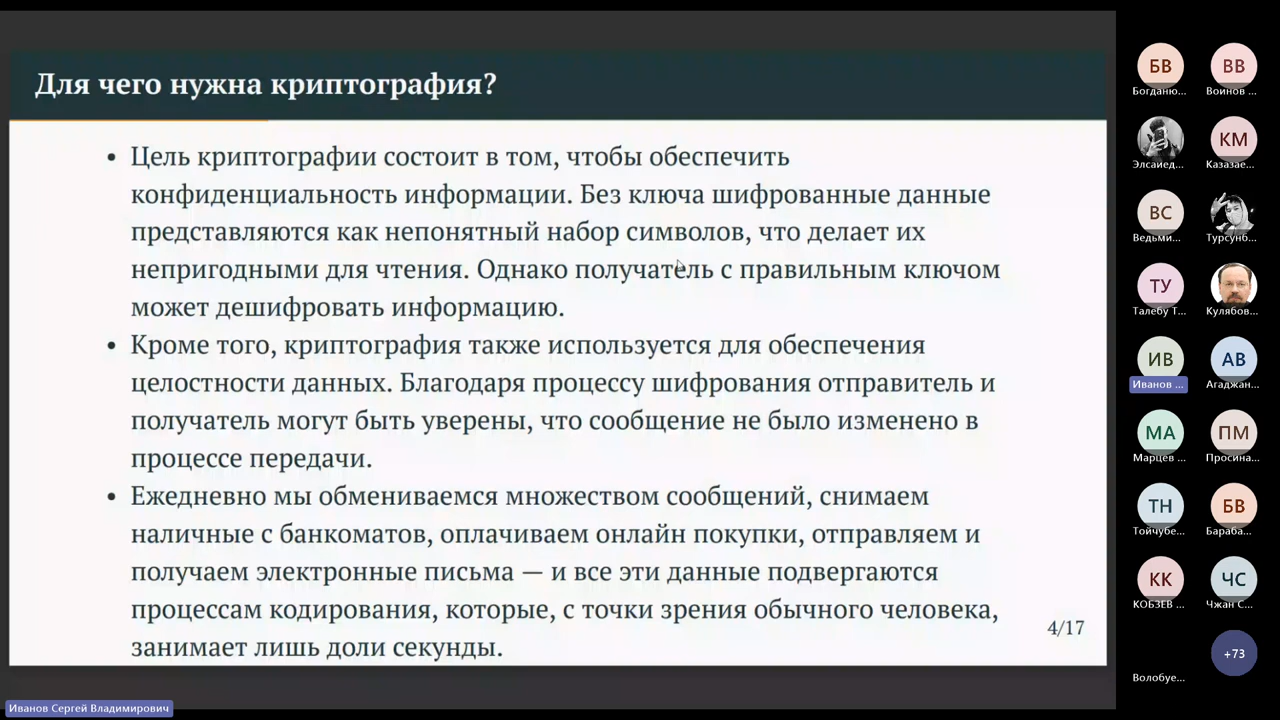 Для чего нужна криптография?
• Цель криптографии состоит в том, чтобы обеспечить
конфиденциальность информации. Без ключа шифрованные данные
представляются как непонятный набор символов, что делает их
непригодными для чтения. Однако получатель с правильным ключом
может дешифровать информацию.
• Кроме того, криптография также используется для обеспечения
целостности данных. Благодаря процессу шифрования отправитель и
получатель могут быть уверены, что сообщение не было изменено в
процессе передачи.
• Ежедневно мы обмениваемся множеством сообщений, снимаем
наличные с банкоматов, оплачиваем онлайн покупки, отправляем и
получаем электронные письма — и все эти данные подвергаются
процессам кодирования, которые, с точки зрения обычного человека,
занимает лишь доли секунды.
4/17
Иванов Сергей Владимирович
БВ
Богданю...
ВВ
Воинов ...
Элсаиед...
КМ
Казазае...
ВС
Ведьми...
Турсунб...
ТУ
Талебу Т...
Кулябов...
ИВ
Иванов ...
АВ
Агаджан...
МА
Марцев ...
ПМ
Просина...
ТН
Тойчубе...
БВ
Бараба...
КК
КОБЗЕВ ...
ЧС
Чжан С...
Волобуе...
+73